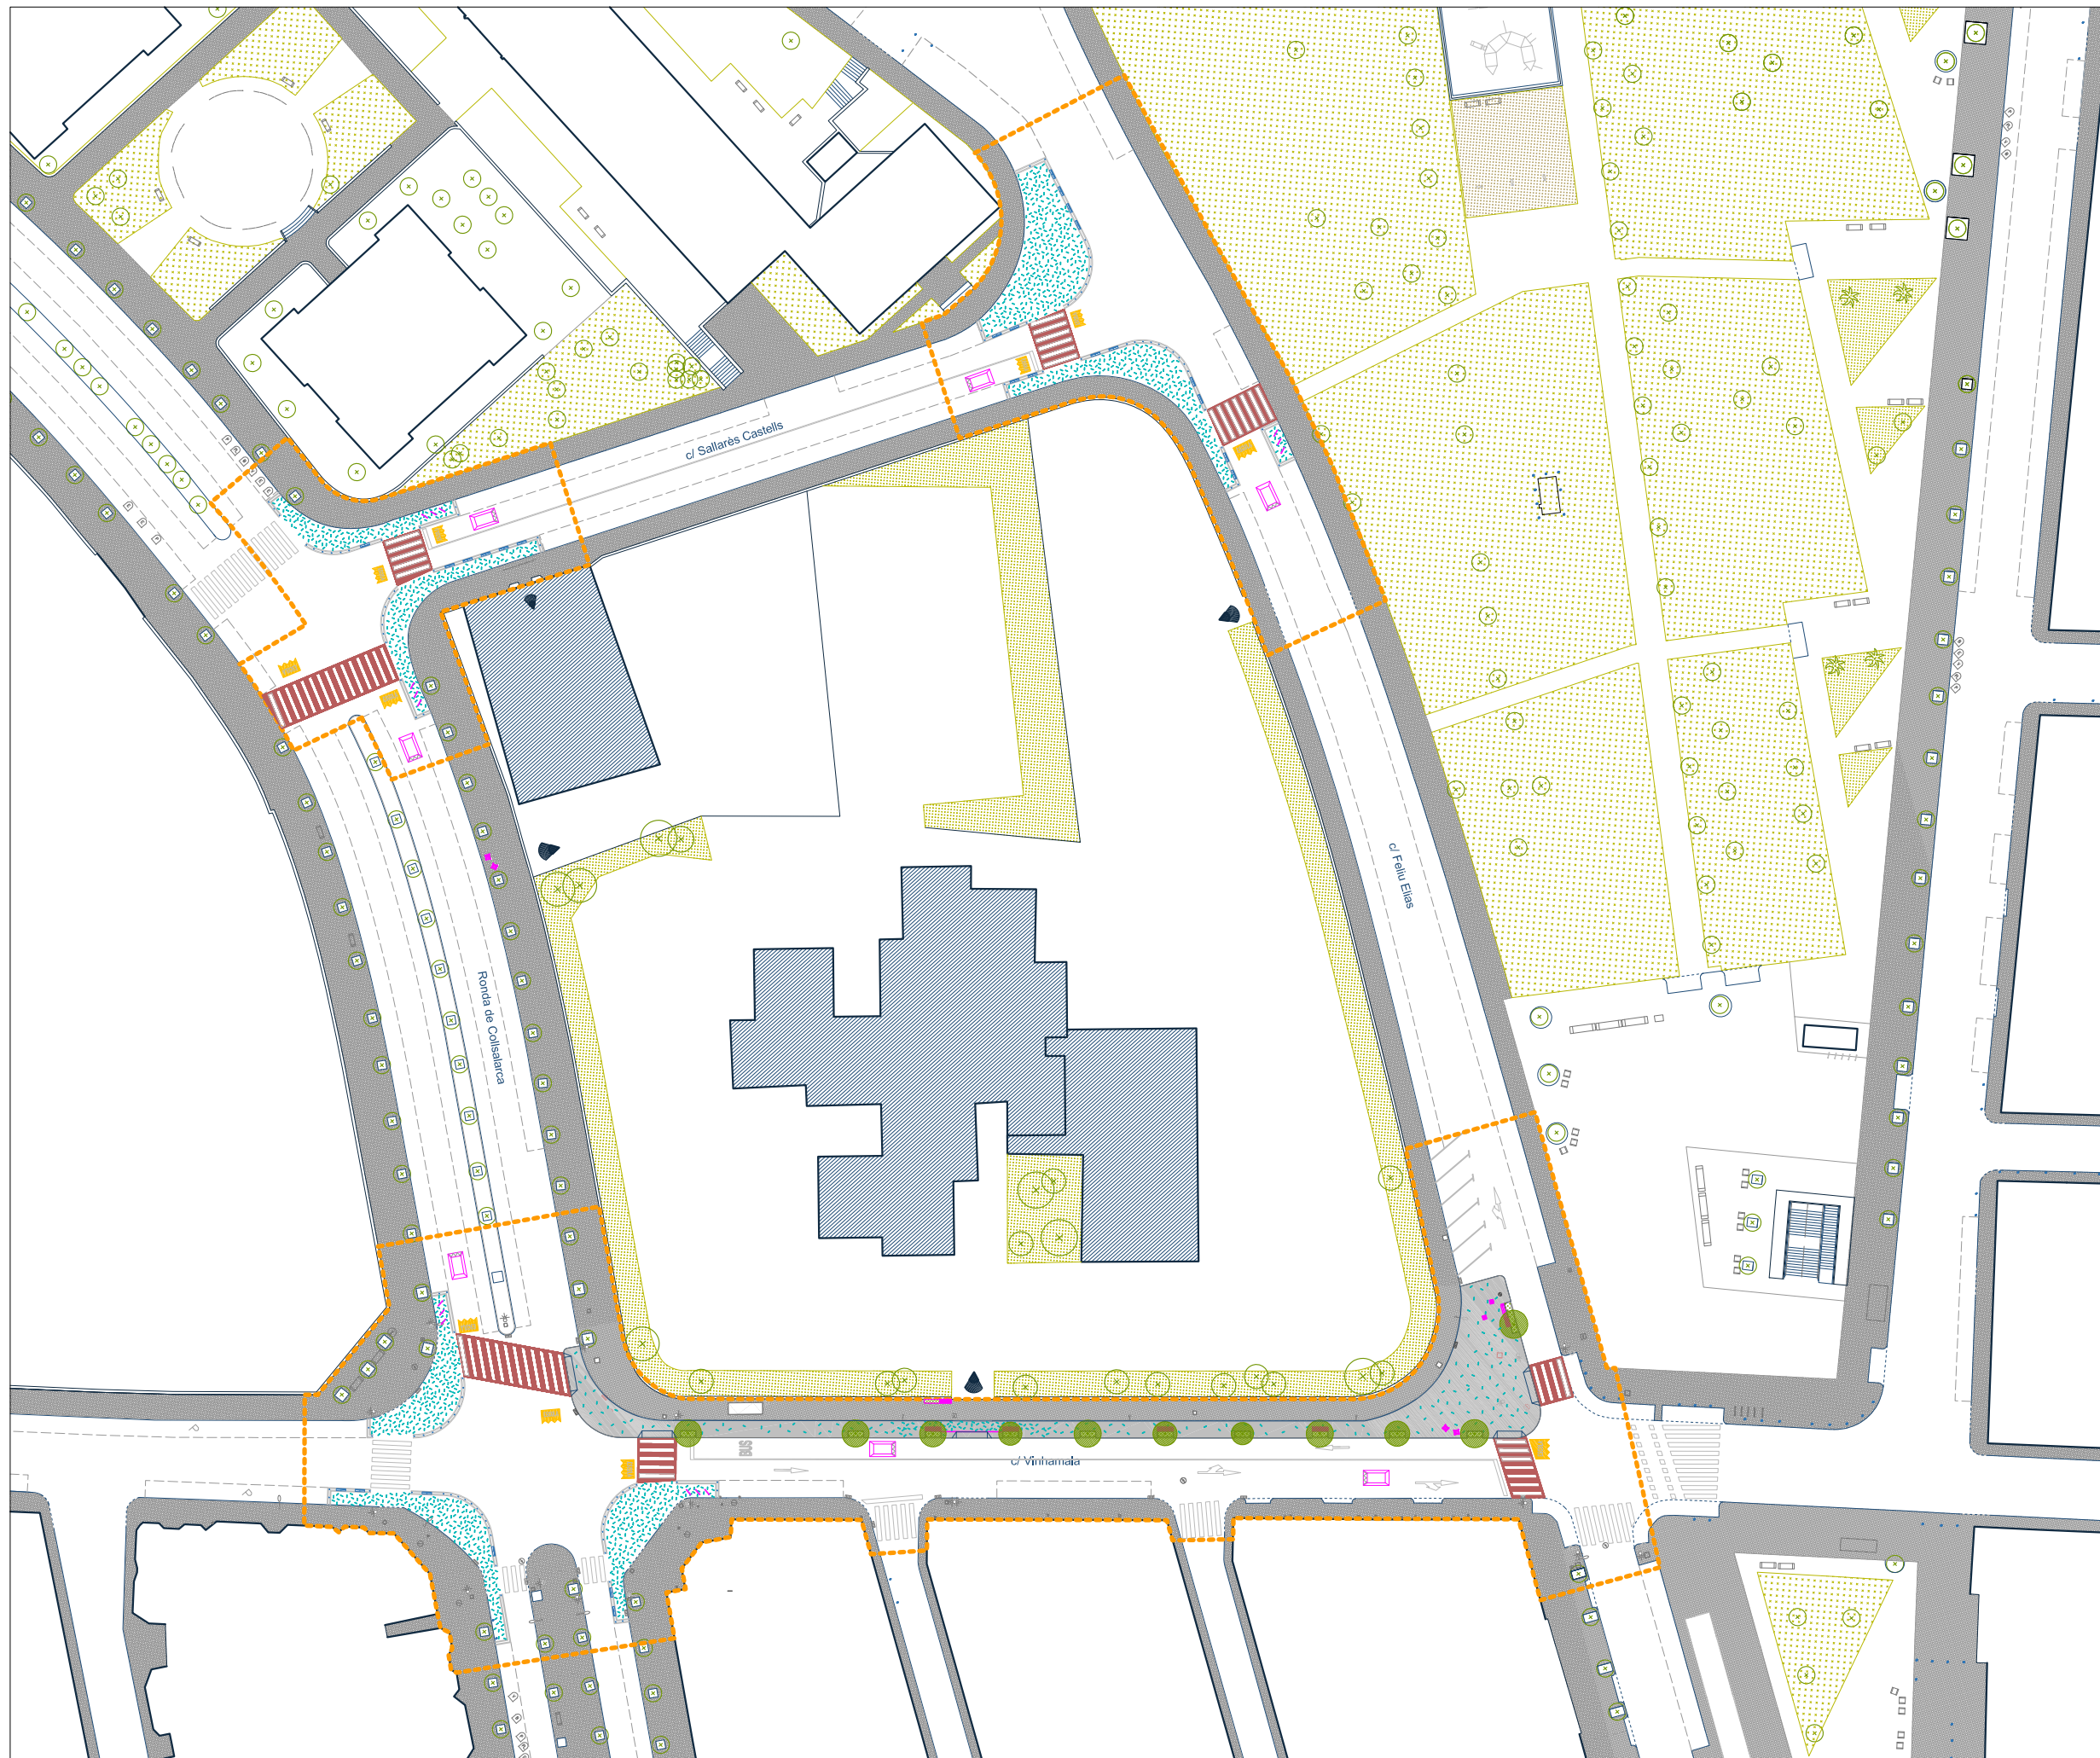 c/ Sallarès Castells
c/ Feliu Elias
Ronda de Collsalarca
BUS
c/ Vinhamala